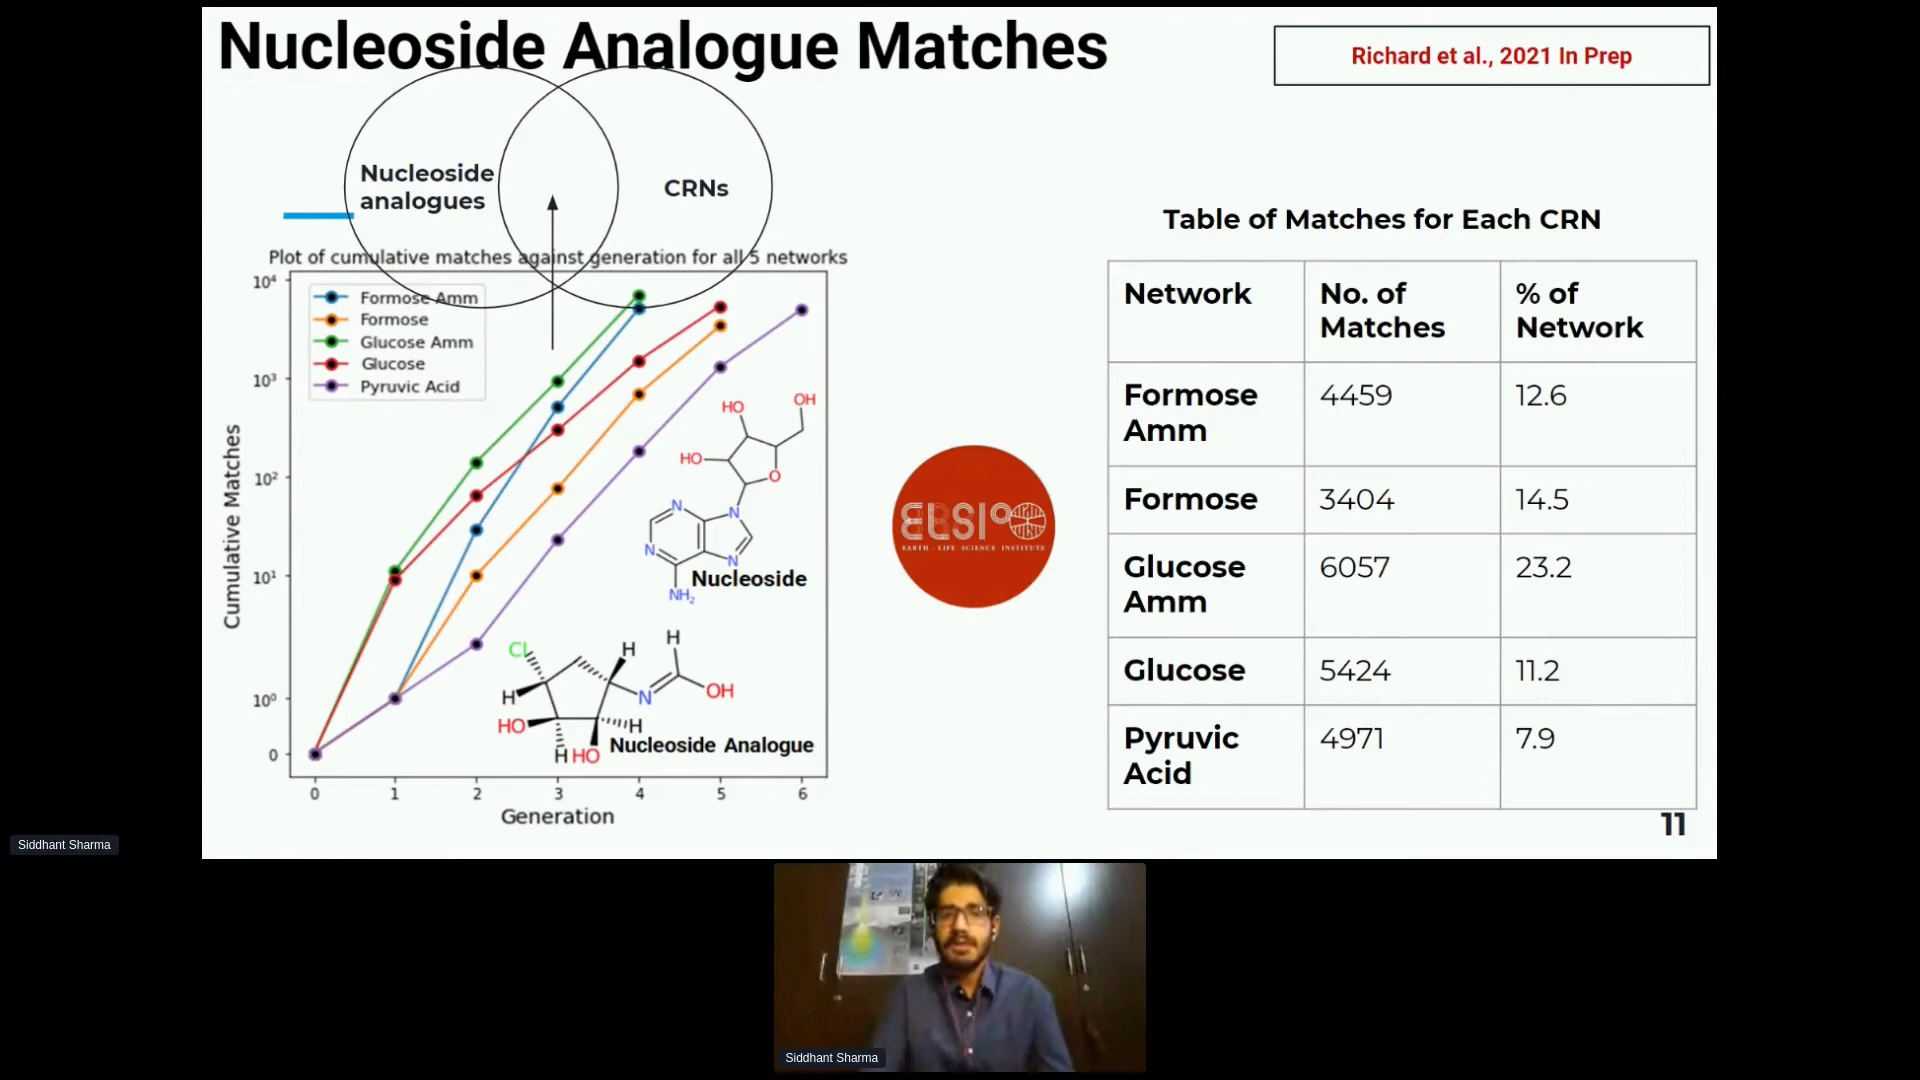 Nucleoside Analogue Matches
Richard et al., 2021 In Prep
Nucleoside
analogues
CRNs
Plot of cumulative matches against generation for all 5 networks
Formose Amm
Formose
Glucose Amm
Glucose
Pyruvic Acid
Cumulative Matches
10⁴
10³
10²
10¹
10⁰
0
0 1 2 3 4 5 6
Generation
HO
OH
HO
O
N
N
N
N
NH₂
Nucleoside
Cl
H
H
H
N
OH
HO
H
H
HO
Nucleoside Analogue
ELSI
EARTH - LIFE SCIENCE INSTITUTE
Table of Matches for Each CRN
Network
No. of
Matches
% of
Network
Formose
Amm
4459
12.6
Formose
3404
14.5
Glucose
Amm
6057
23.2
Glucose
5424
11.2
Pyruvic
Acid
4971
7.9
11
Siddhant Sharma
Siddhant Sharma